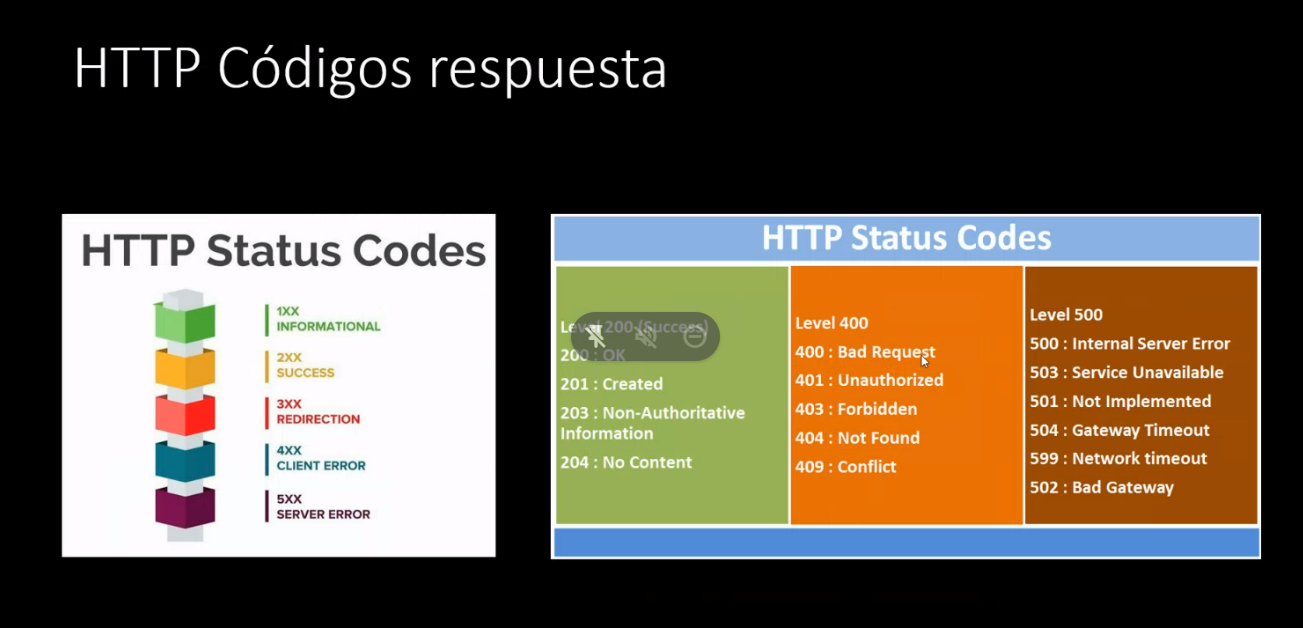 HTTP Códigos respuesta
HTTP Status Codes
1XX
INFORMATIONAL
2XX
SUCCESS
3XX
REDIRECTION
4XX
CLIENT ERROR
5XX
SERVER ERROR
HTTP Status Codes
Level 200 (Success)
200 : OK
201 : Created
203 : Non-Authoritative
Information
204 : No Content
Level 400
400 : Bad Request
401 : Unauthorized
403 : Forbidden
404 : Not Found
409 : Conflict
Level 500
500 : Internal Server Error
503 : Service Unavailable
501 : Not Implemented
504 : Gateway Timeout
599 : Network timeout
502 : Bad Gateway